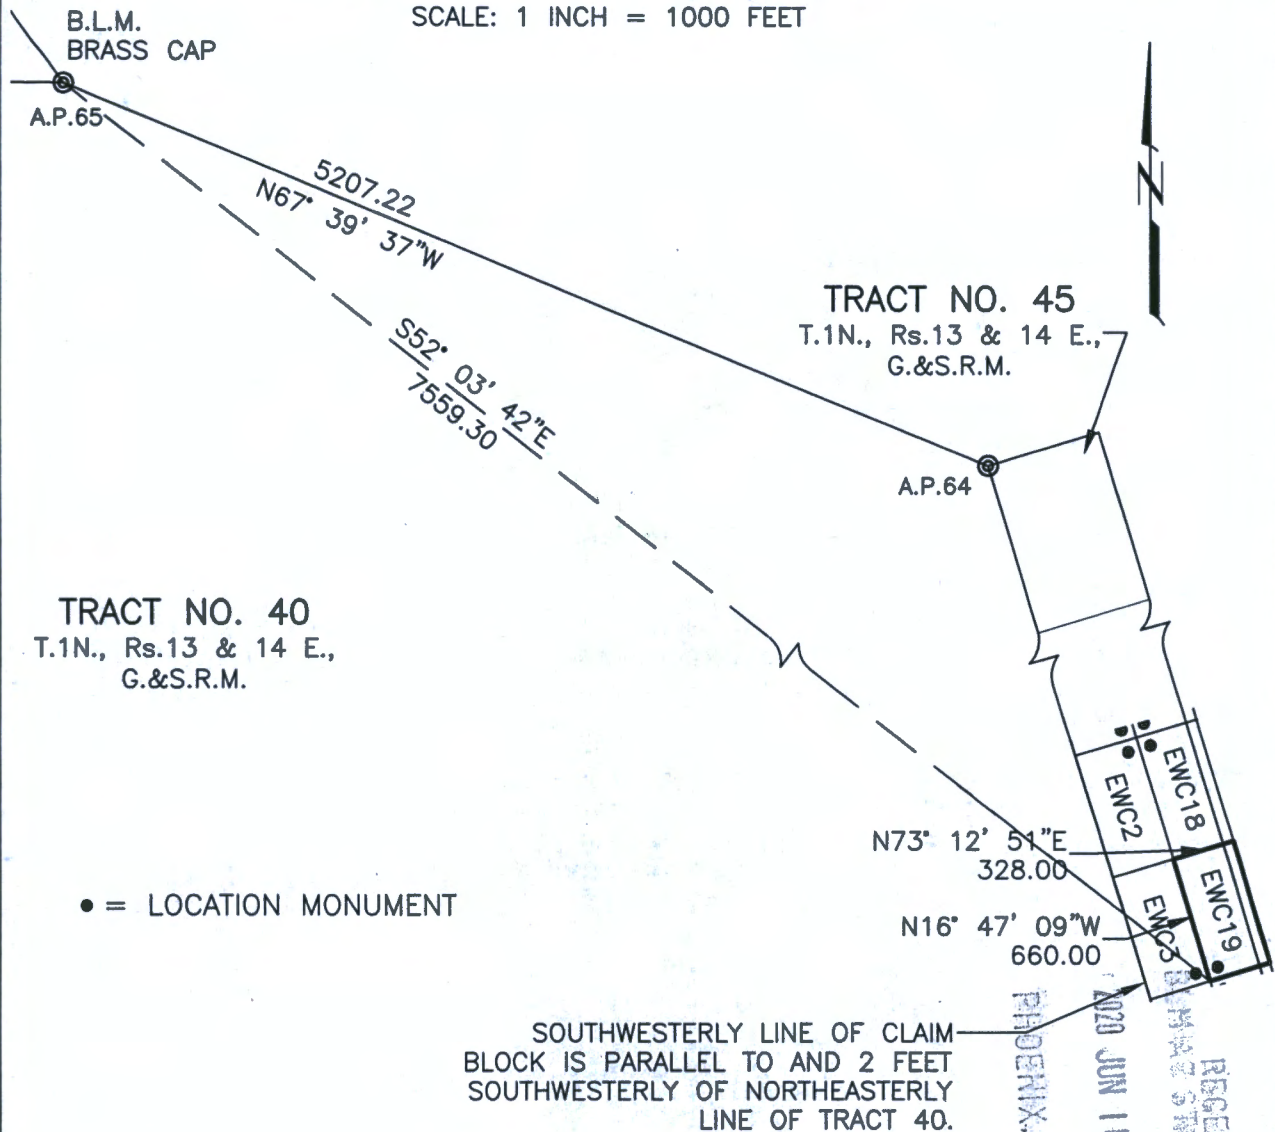 SCALE: 1 INCH = 1000 FEET
B.L.M.
BRASS CAP
A.P.65
5207.22
N67° 39' 37"W
S52° 03' 42"E
7559.30
N
TRACT NO. 45
T.1N., Rs.13 & 14 E.,
G.&S.R.M.
A.P.64
TRACT NO. 40
T.1N., Rs.13 & 14 E.,
G.&S.R.M.
EWC2
EWC18
N73° 12' 51"E
328.00
EWC3
EWC19
N16° 47' 09"W
660.00
● = LOCATION MONUMENT
SOUTHWESTERLY LINE OF CLAIM
BLOCK IS PARALLEL TO AND 2 FEET
SOUTHWESTERLY OF NORTHEASTERLY
LINE OF TRACT 40.
2020 JUN
PHOENIX,